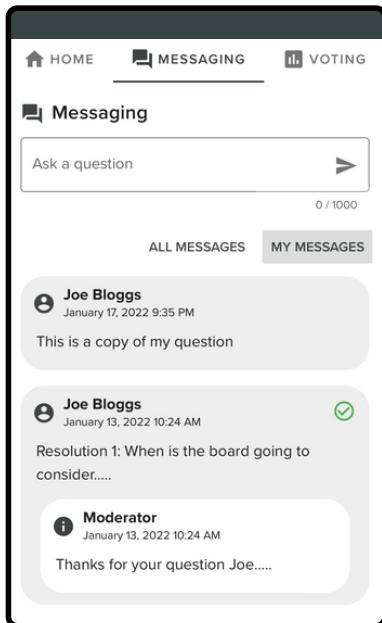 HOME MESSAGING VOTING
Messaging
Ask a question
0 / 1000
ALL MESSAGES MY MESSAGES
Joe Bloggs
January 17, 2022 9:35 PM
This is a copy of my question
Joe Bloggs
January 13, 2022 10:24 AM
Resolution 1: When is the board going to
consider.....
Moderator
January 13, 2022 10:24 AM
Thanks for your question Joe.....